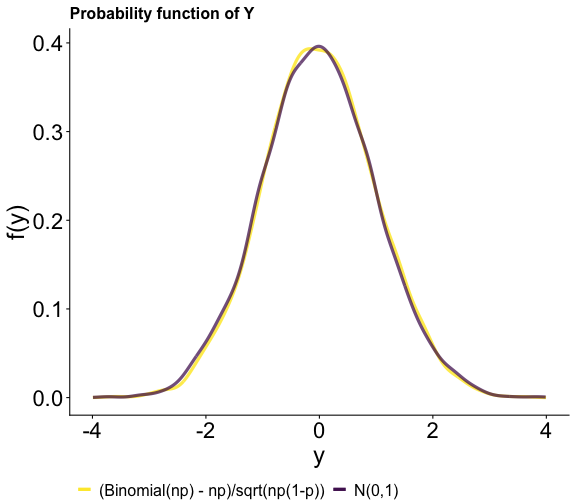 Probability function of Y
f(y)
0.4
0.3
0.2
0.1
0.0
-4 -2 0 2 4
y
(Binomial(np) - np)/sqrt(np(1-p)) N(0,1)